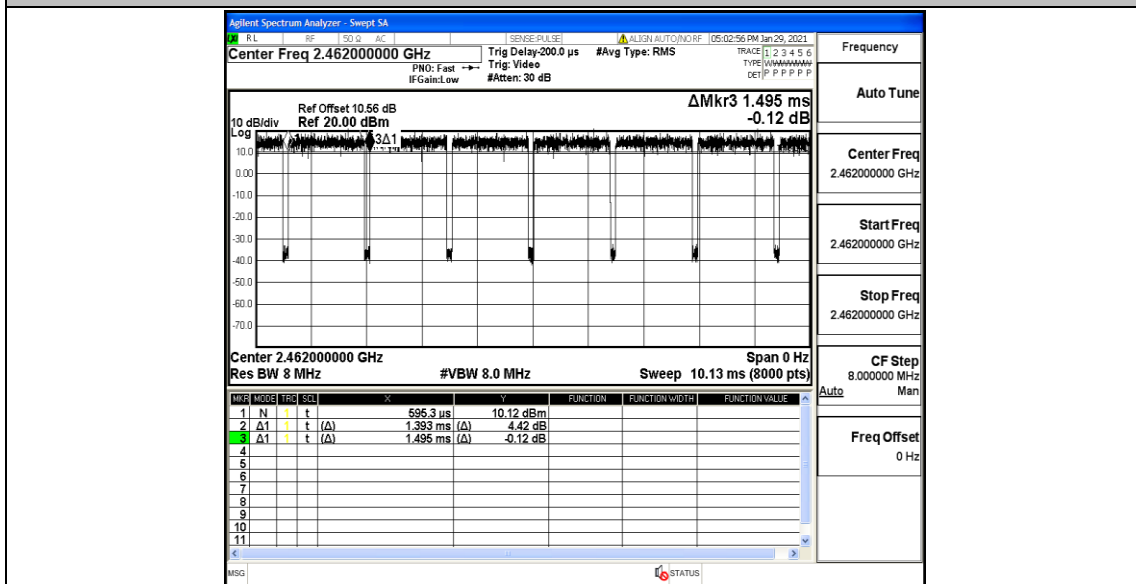 Agilent Spectrum Analyzer - Swept SA
RL RF 50 Ω AC SENSE:PULSE ALIGN AUTO/NO RF 05:02:56 PM Jan 29, 2021
Center Freq 2.462000000 GHz Trig Delay-200.0 µs #Avg Type: RMS TRACE 1 2 3 4 5 6
PNO: Fast Trig: Video TYPE
IFGain:Low #Atten: 30 dB DET P P P P P P
ΔMkr3 1.495 ms
-0.12 dB
Ref Offset 10.56 dB
10 dB/div Ref 20.00 dBm
Log
3Δ1
10.0
0.00
-10.0
-20.0
-30.0
-40.0
-50.0
-60.0
-70.0
Center 2.462000000 GHz Span 0 Hz
Res BW 8 MHz #VBW 8.0 MHz Sweep 10.13 ms (8000 pts)
MKR MODE TRC SCL X Y FUNCTION FUNCTION WIDTH FUNCTION VALUE
1 N 1 t 595.3 µs 10.12 dBm
2 Δ1 1 t (Δ) 1.393 ms (Δ) 4.42 dB
3 Δ1 1 t (Δ) 1.495 ms (Δ) -0.12 dB
4
5
6
7
8
9
10
11
MSG STATUS
Frequency
Auto Tune
Center Freq
2.462000000 GHz
Start Freq
2.462000000 GHz
Stop Freq
2.462000000 GHz
CF Step
8.000000 MHz
Auto Man
Freq Offset
0 Hz